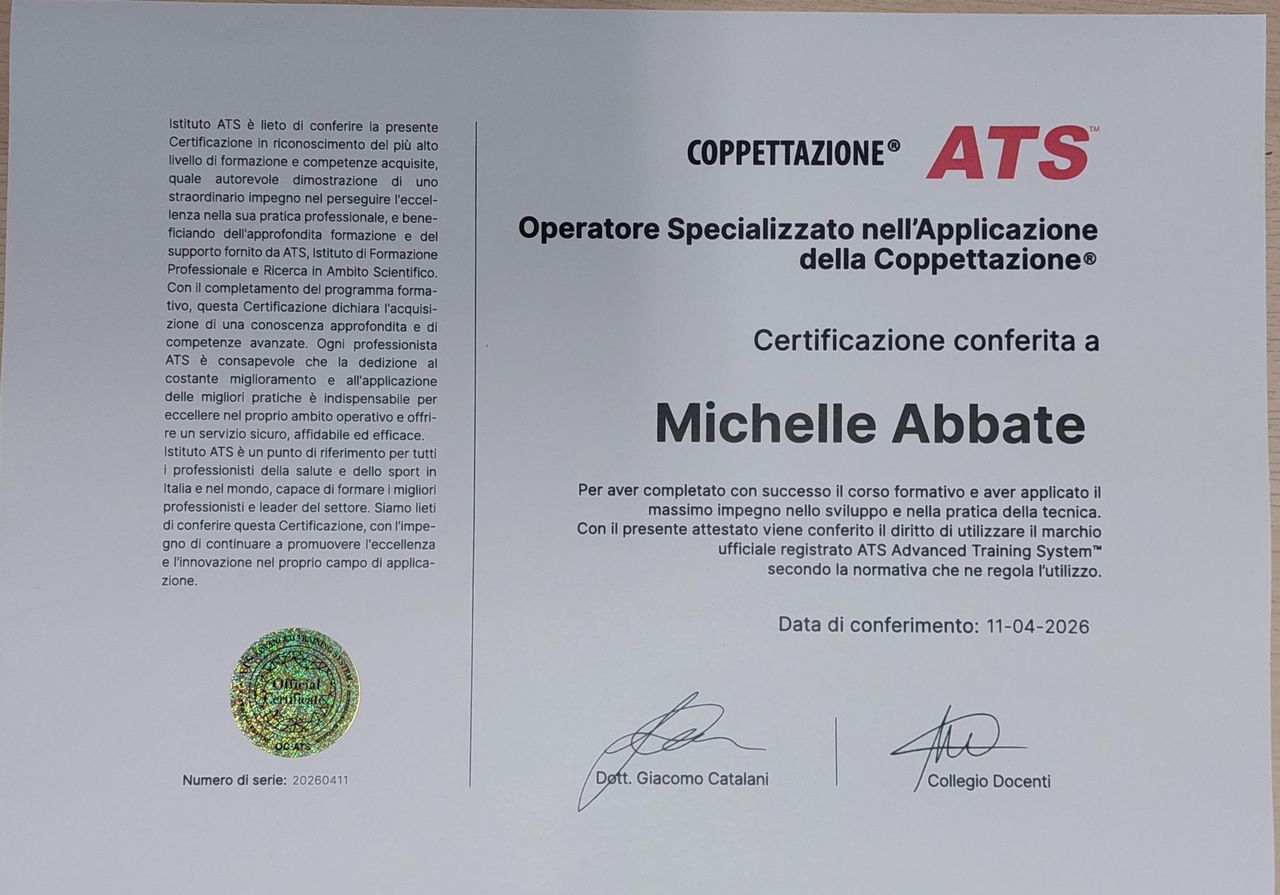 Istituto ATS è lieto di conferire la presente
Certificazione in riconoscimento del più alto
livello di formazione e competenze acquisite,
quale autorevole dimostrazione di uno
straordinario impegno nel perseguire l'eccel-
lenza nella sua pratica professionale, e bene-
ficiando dell'approfondita formazione e del
supporto fornito da ATS, Istituto di Formazione
Professionale e Ricerca in Ambito Scientifico.
Con il completamento del programma forma-
tivo, questa Certificazione dichiara l'acquisi-
zione di una conoscenza approfondita e di
competenze avanzate. Ogni professionista
ATS è consapevole che la dedizione al
costante miglioramento e all'applicazione
delle migliori pratiche è indispensabile per
eccellere nel proprio ambito operativo e offri-
re un servizio sicuro, affidabile ed efficace.
Istituto ATS è un punto di riferimento per tutti
i professionisti della salute e dello sport in
Italia e nel mondo, capace di formare i migliori
professionisti e leader del settore. Siamo lieti
di conferire questa Certificazione, con l'impe-
gno di continuare a promuovere l'eccellenza
e l'innovazione nel proprio campo di applica-
zione.
Official
Certificate
OC-ATS
Numero di serie: 20260411
COPPETTAZIONE® ATS™
Operatore Specializzato nell'Applicazione
della Coppettazione®
Certificazione conferita a
Michelle Abbate
Per aver completato con successo il corso formativo e aver applicato il
massimo impegno nello sviluppo e nella pratica della tecnica.
Con il presente attestato viene conferito il diritto di utilizzare il marchio
ufficiale registrato ATS Advanced Training System™
secondo la normativa che ne regola l'utilizzo.
Data di conferimento: 11-04-2026
Dott. Giacomo Catalani
Collegio Docenti